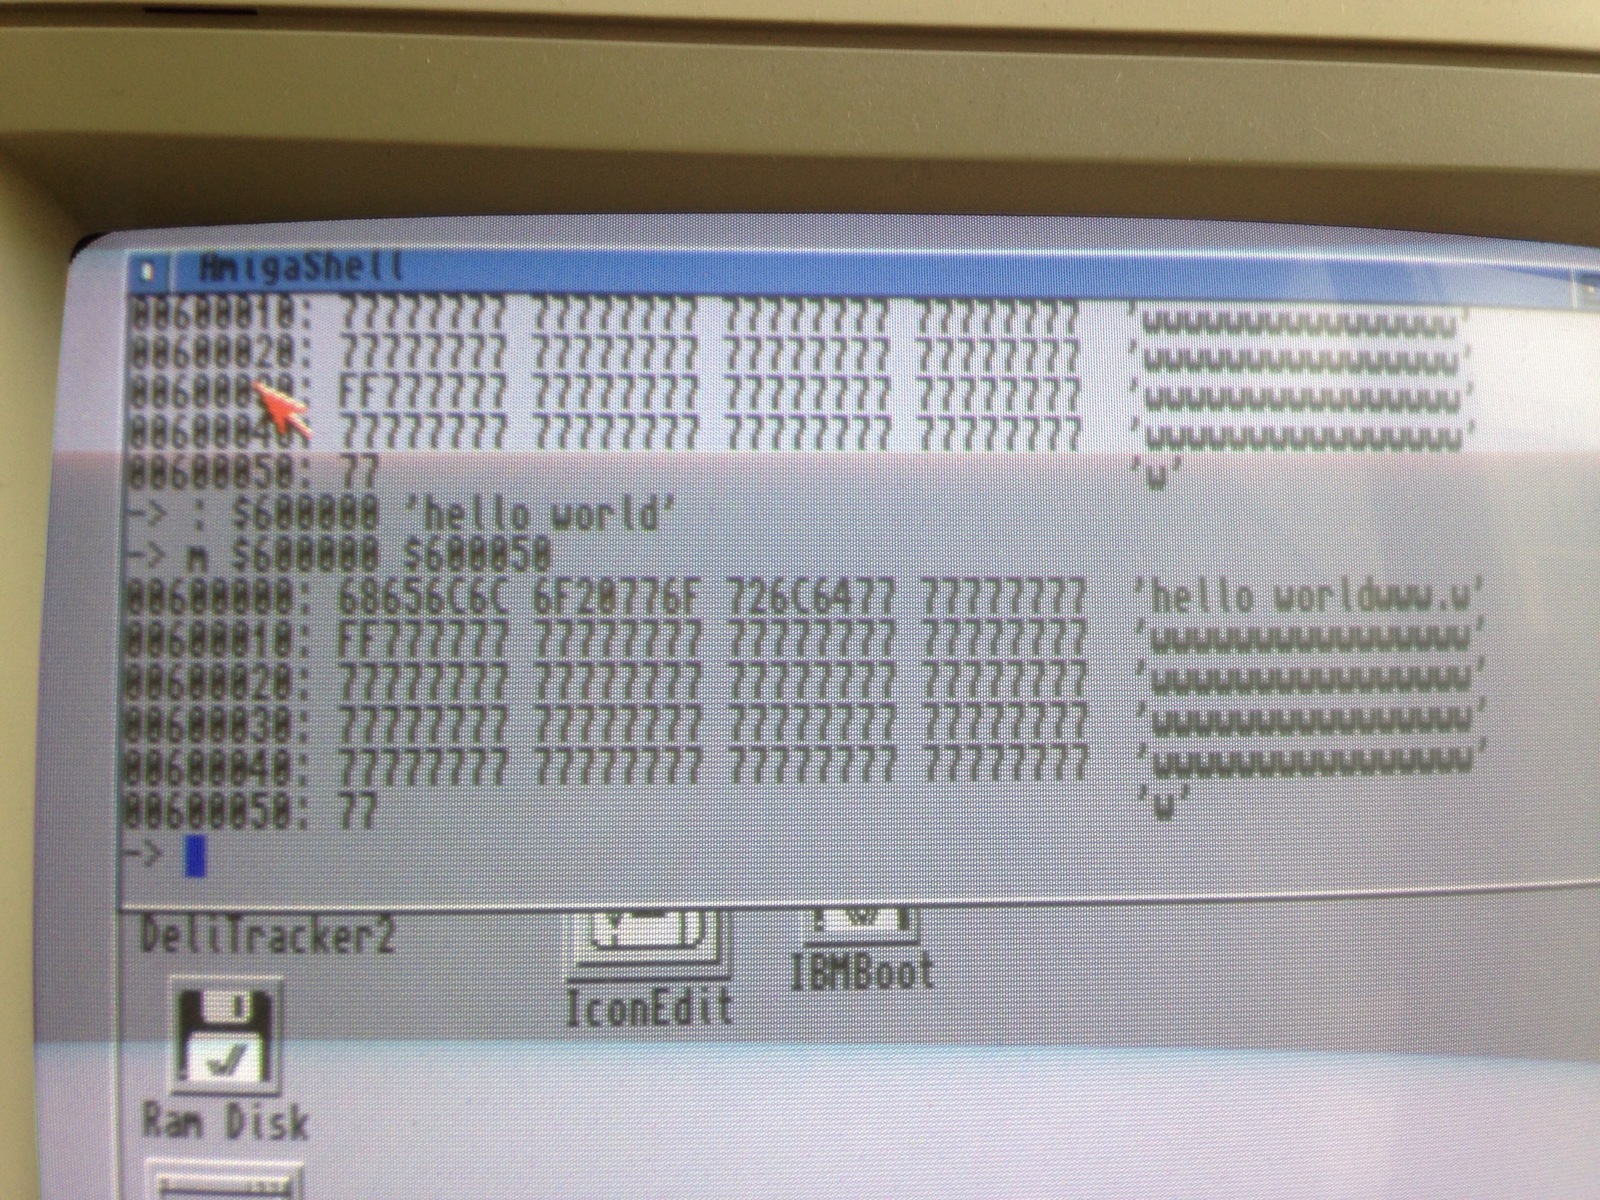 AmigaShell
00600010: 77777777 77777777 77777777 77777777 'wwwwwwwwwwwwwwww'
00600020: 77777777 77777777 77777777 77777777 'wwwwwwwwwwwwwwww'
00600030: FF777777 77777777 77777777 77777777 'wwwwwwwwwwwwwwww'
00600040: 77777777 77777777 77777777 77777777 'wwwwwwwwwwwwwwww'
00600050: 77 'w'
-> : $600000 'hello world'
-> m $600000 $600050
00600000: 68656C6C 6F20776F 726C6477 77777777 'hello worldwww.w'
00600010: FF777777 77777777 77777777 77777777 'wwwwwwwwwwwwwwww'
00600020: 77777777 77777777 77777777 77777777 'wwwwwwwwwwwwwwww'
00600030: 77777777 77777777 77777777 77777777 'wwwwwwwwwwwwwwww'
00600040: 77777777 77777777 77777777 77777777 'wwwwwwwwwwwwwwww'
00600050: 77 'w'
->
DeliTracker2
IconEdit
IBMBoot
Ram Disk